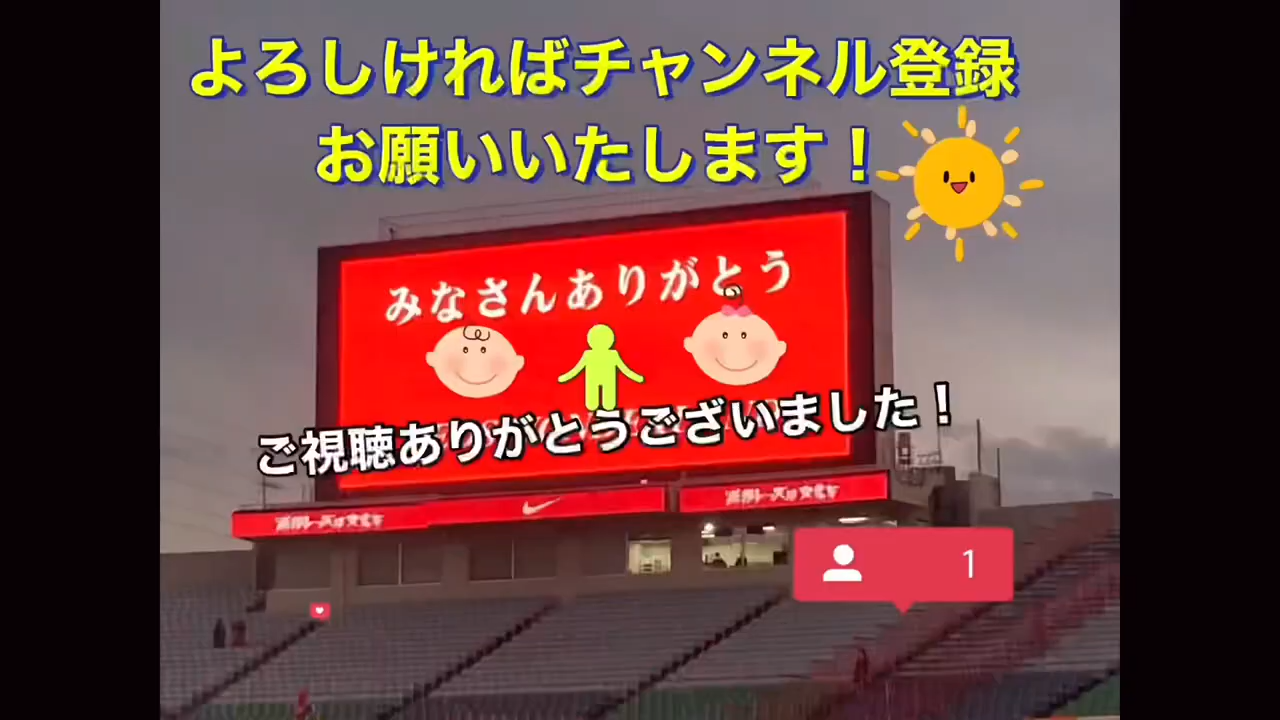 よろしければチャンネル登録
お願いいたします！
みなさんありがとう
ご視聴ありがとうございました！
1